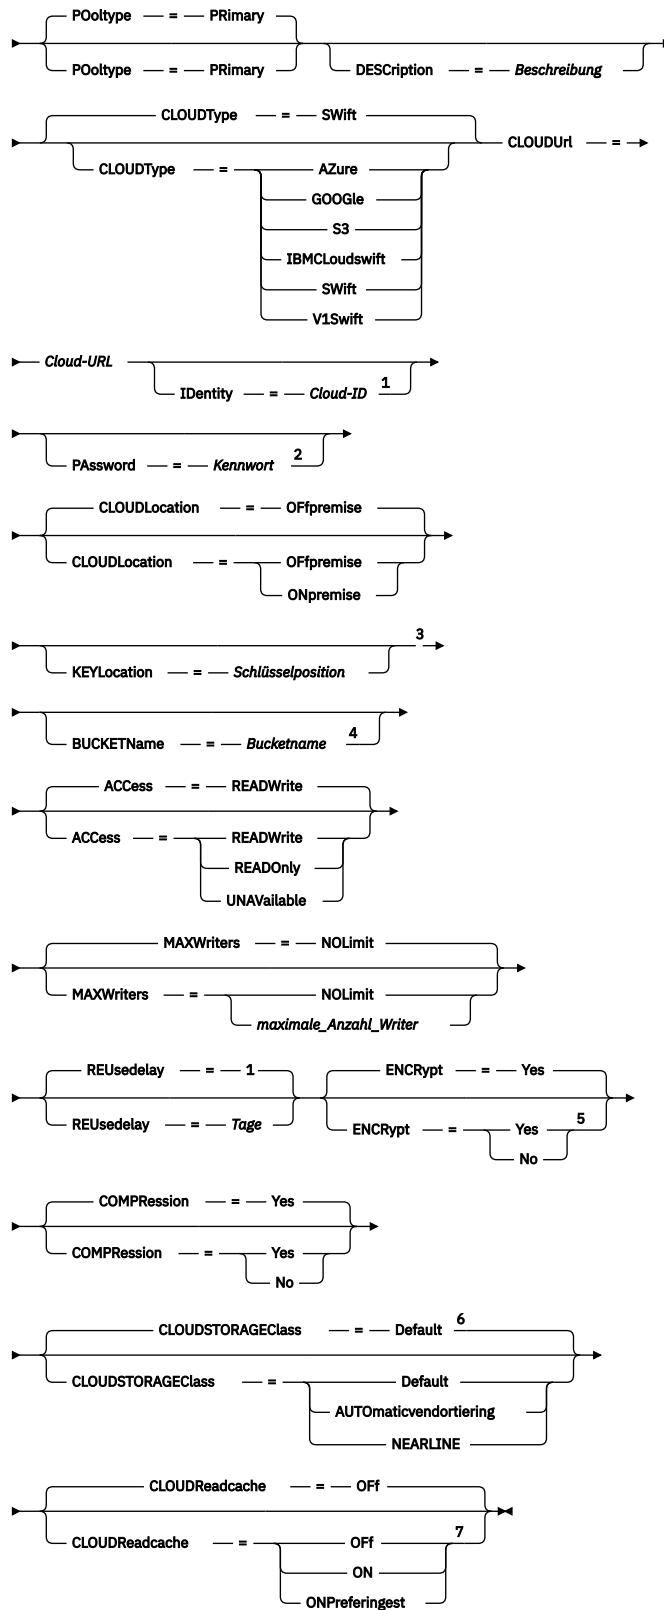 POoltype = PRimary
POoltype = PRimary
DESCription = Beschreibung
CLOUDType = SWift
CLOUDType = AZure
GOOGle
S3
IBMCLoudswift
SWift
V1Swift
CLOUDUrl =
Cloud-URL
IDentity = Cloud-ID 1
PAssword = Kennwort 2
CLOUDLocation = OFfpremise
CLOUDLocation = OFfpremise
ONpremise
KEYLocation = Schlüsselposition 3
BUCKETName = Bucketname 4
ACCess = READWrite
ACCess = READWrite
READOnly
UNAVailable
MAXWriters = NOLimit
MAXWriters = NOLimit
maximale_Anzahl_Writer
REUsedelay = 1
REUsedelay = Tage
ENCRypt = Yes
ENCRypt = Yes 5
No
COMPRession = Yes
COMPRession = Yes
No
CLOUDSTORAGEClass = Default 6
CLOUDSTORAGEClass = Default
AUTOmaticvendortiering
NEARLINE
CLOUDReadcache = OFf
CLOUDReadcache = OFf 7
ON
ONPreferingest